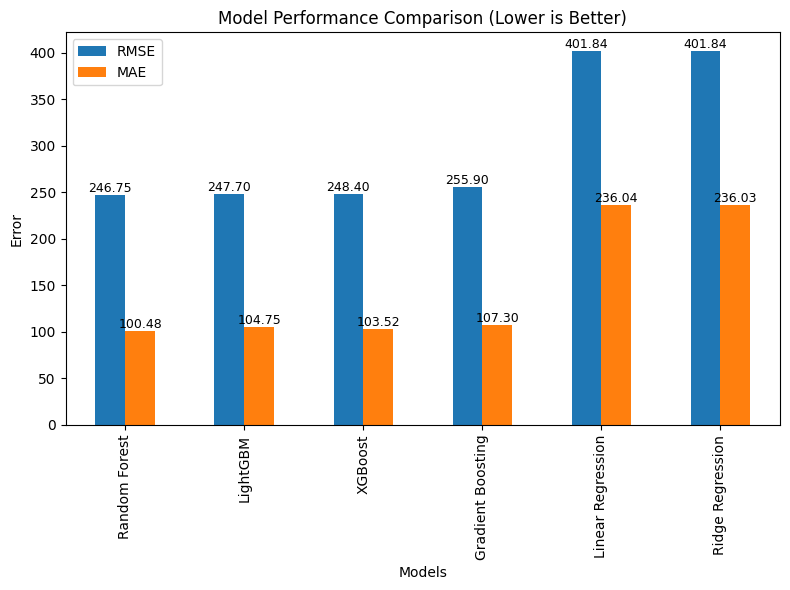 Model Performance Comparison (Lower is Better)
RMSE
MAE
Error
400
350
300
250
200
150
100
50
0
246.75
100.48
247.70
104.75
248.40
103.52
255.90
107.30
401.84
236.04
401.84
236.03
Random Forest
LightGBM
XGBoost
Gradient Boosting
Linear Regression
Ridge Regression
Models